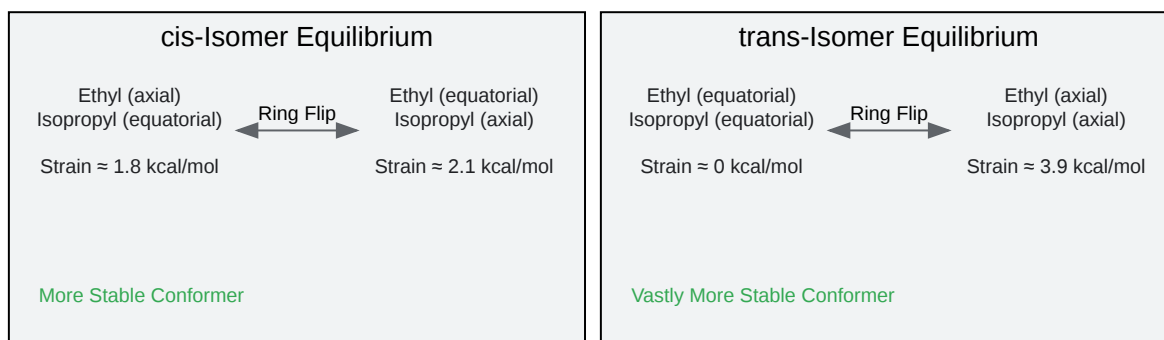 cis-Isomer Equilibrium
Ethyl (axial)
Isopropyl (equatorial)
Ring Flip
Ethyl (equatorial)
Isopropyl (axial)
Strain ≈ 1.8 kcal/mol
Strain ≈ 2.1 kcal/mol
More Stable Conformer
trans-Isomer Equilibrium
Ethyl (equatorial)
Isopropyl (equatorial)
Ring Flip
Ethyl (axial)
Isopropyl (axial)
Strain ≈ 0 kcal/mol
Strain ≈ 3.9 kcal/mol
Vastly More Stable Conformer